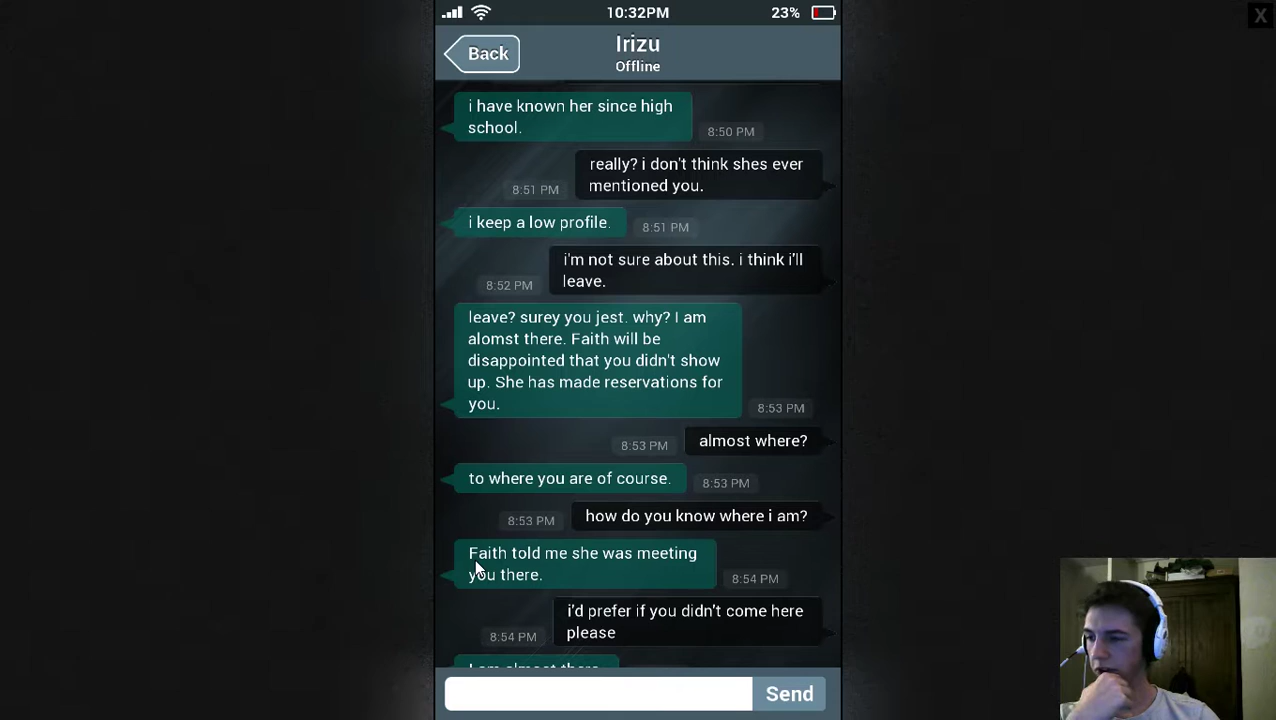 10:32PM
23%
X
Back
Irizu
Offline
i have known her since high
school.
8:50 PM
really? i don't think shes ever
mentioned you.
8:51 PM
i keep a low profile.
8:51 PM
i'm not sure about this. i think i'll
leave.
8:52 PM
leave? surey you jest. why? I am
alomst there. Faith will be
disappointed that you didn't show
up. She has made reservations for
you.
8:53 PM
almost where?
8:53 PM
to where you are of course.
8:53 PM
how do you know where i am?
8:53 PM
Faith told me she was meeting
you there.
8:54 PM
i'd prefer if you didn't come here
please
8:54 PM
I am almost there
Send